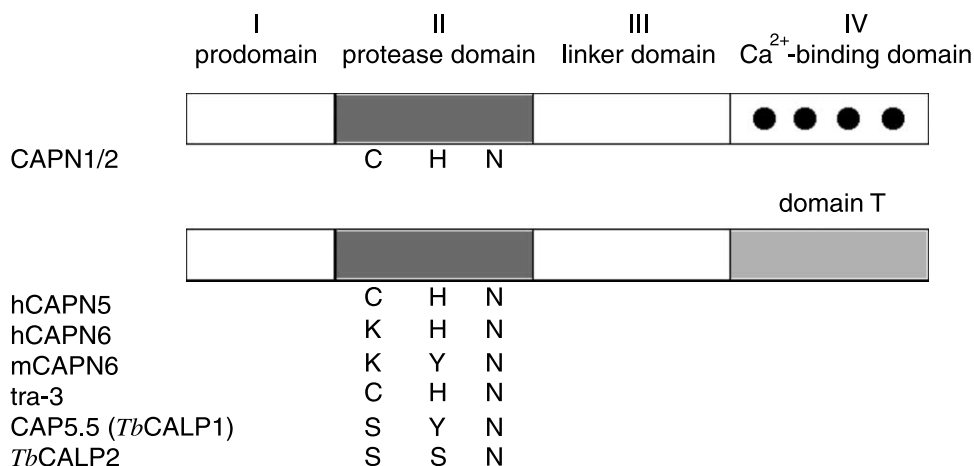 I II III IV
prodomain protease domain linker domain Ca2+-binding domain
CAPN1/2 C H N
domain T
hCAPN5 C H N
hCAPN6 K H N
mCAPN6 K Y N
tra-3 C H N
CAP5.5 (TbCALP1) S Y N
TbCALP2 S S N